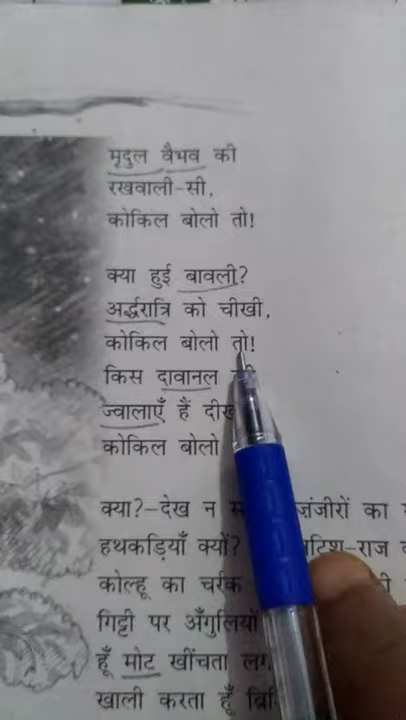 मृदुल वैभव की
रखवाली-सी,
कोकिल बोलो तो!
क्या हुई बावली?
अर्द्धरात्रि को चीखी,
कोकिल बोलो तो!
किस दावानल
ज्वालाएँ हैं
कोकिल बोलो
क्या?-देख न ज़ंजीरों का
हथकड़ियाँ क्यों?
कोल्हू का चर्रक
गिट्टी पर अँगुलियों
हूँ मोट खींचता
खाली करता हूँ